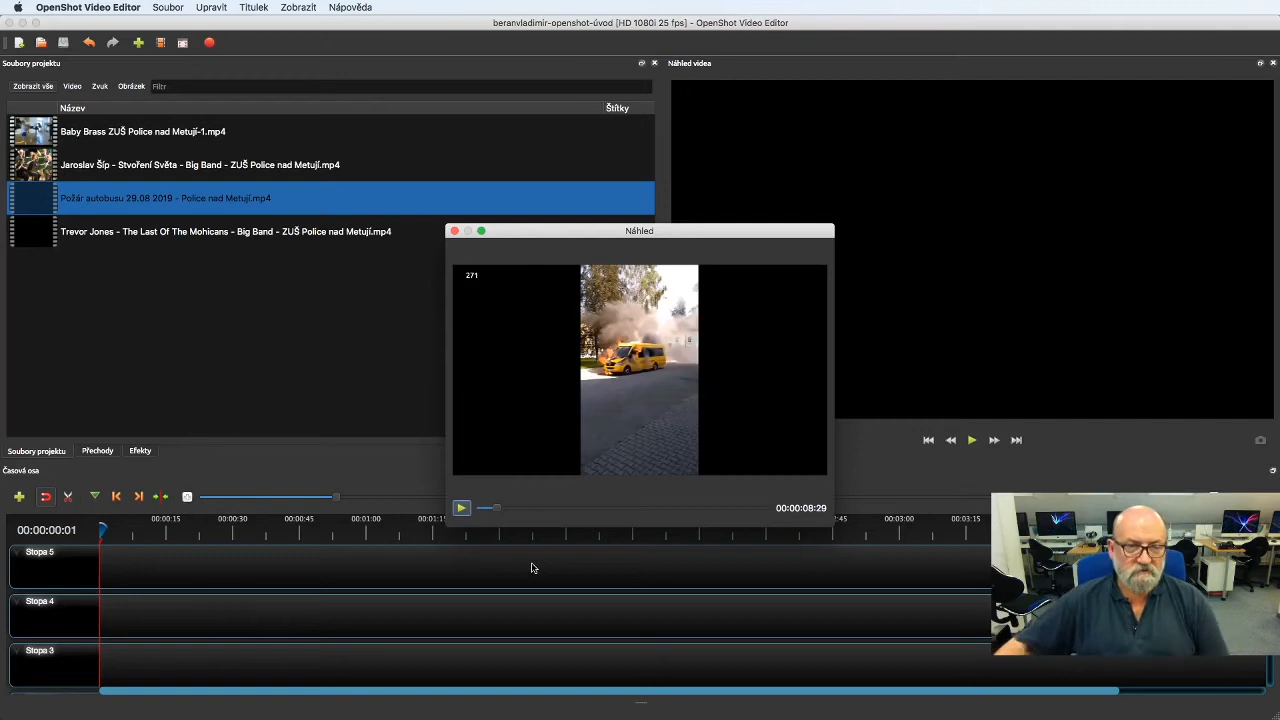 OpenShot Video Editor Soubor Upravit Titulek Zobrazit Nápověda
beranvladimir-openshot-úvod [HD 1080i 25 fps] - OpenShot Video Editor
Soubory projektu
Náhled videa
Zobrazit vše Video Zvuk Obrázek Filtr
Název Štítky
Baby Brass ZUŠ Police nad Metují-1.mp4
Jaroslav Šíp - Stvoření Světa - Big Band - ZUŠ Police nad Metují.mp4
Požár autobusu 29.08 2019 - Police nad Metují.mp4
Trevor Jones - The Last Of The Mohicans - Big Band - ZUŠ Police nad Metují.mp4
Náhled
271
00:00:08:29
Soubory projektu Přechody Efekty
Časová osa
00:00:00:01
00:00:15 00:00:30 00:00:45 00:01:00 00:01:15 :45 00:03:00 00:03:15
Stopa 5
Stopa 4
Stopa 3